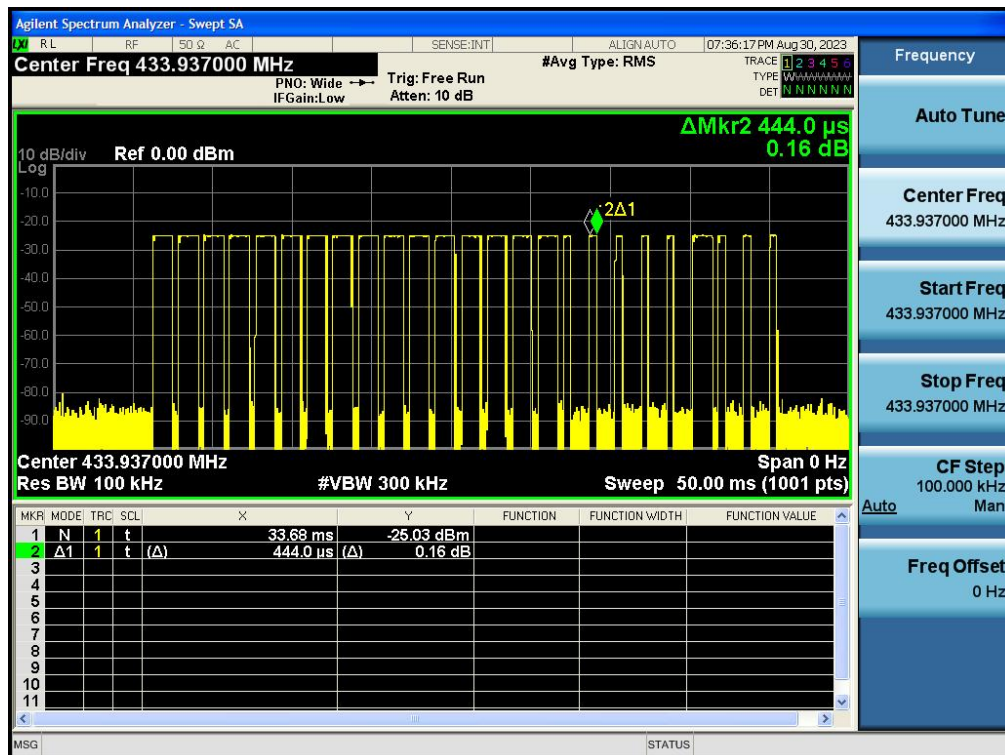 Agilent Spectrum Analyzer - Swept SA
LXI RL RF 50 Ω AC SENSE:INT ALIGN AUTO 07:36:17 PM Aug 30, 2023
Center Freq 433.937000 MHz
PNO: Wide
IFGain:Low
Trig: Free Run
Atten: 10 dB
#Avg Type: RMS
TRACE 1 2 3 4 5 6
TYPE
DET N N N N N N
ΔMkr2 444.0 µs
0.16 dB
10 dB/div Ref 0.00 dBm
Log
-10.0
-20.0
-30.0
-40.0
-50.0
-60.0
-70.0
-80.0
-90.0
2Δ1
Center 433.937000 MHz Span 0 Hz
Res BW 100 kHz #VBW 300 kHz Sweep 50.00 ms (1001 pts)
MKR MODE TRC SCL X Y FUNCTION FUNCTION WIDTH FUNCTION VALUE
1 N 1 t 33.68 ms -25.03 dBm
2 Δ1 1 t (Δ) 444.0 µs (Δ) 0.16 dB
3
4
5
6
7
8
9
10
11
MSG STATUS
Frequency
Auto Tune
Center Freq
433.937000 MHz
Start Freq
433.937000 MHz
Stop Freq
433.937000 MHz
CF Step
100.000 kHz
Auto Man
Freq Offset
0 Hz